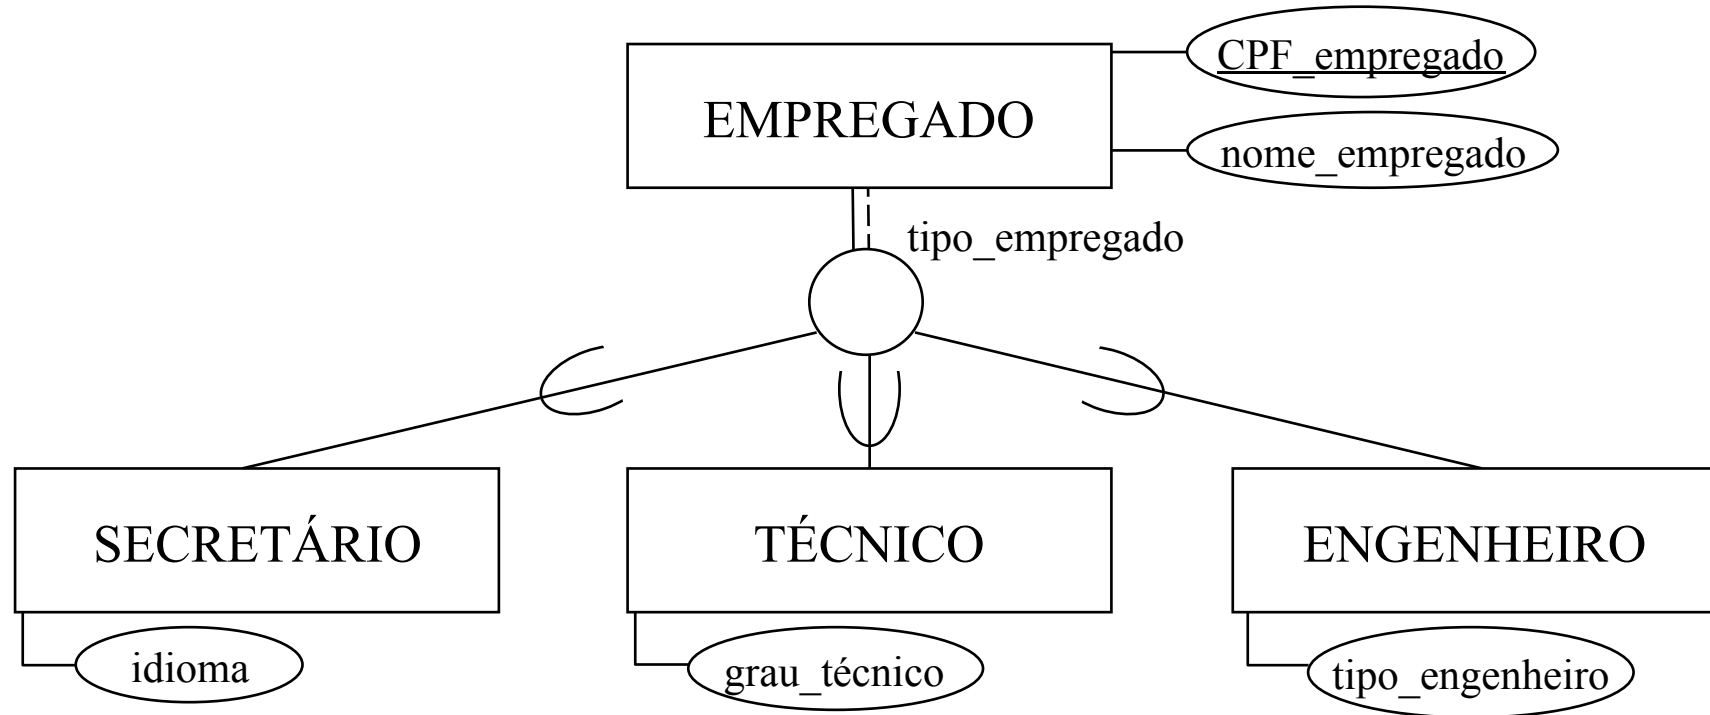 CPF_empregado
EMPREGADO
nome_empregado
tipo_empregado
SECRETÁRIO
TÉCNICO
ENGENHEIRO
idioma
grau_técnico
tipo_engenheiro